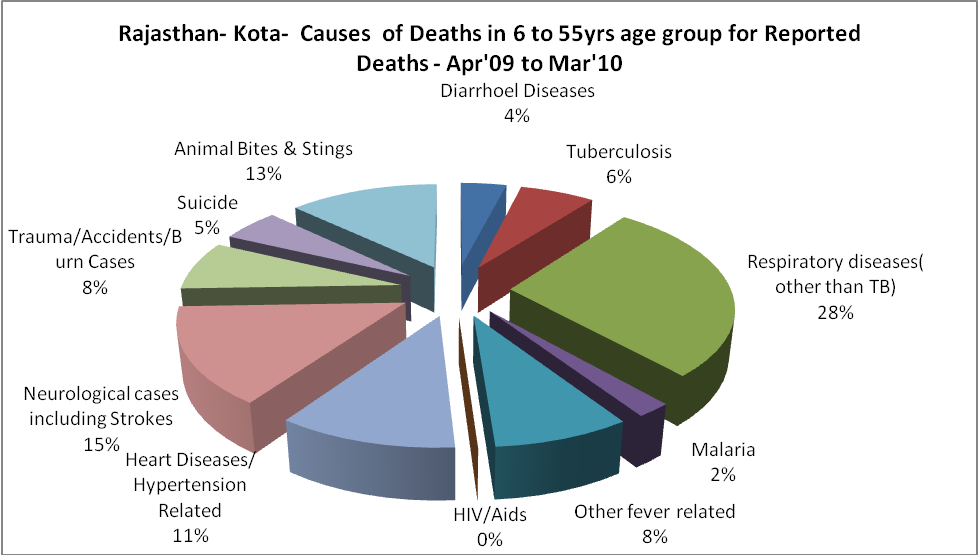 Rajasthan- Kota- Causes of Deaths in 6 to 55yrs age group for Reported
Deaths - Apr'09 to Mar'10
Diarrhoel Diseases
4%
Tuberculosis
6%
Respiratory diseases(
other than TB)
28%
Malaria
2%
Other fever related
8%
HIV/Aids
0%
Heart Diseases/
Hypertension
Related
11%
Neurological cases
including Strokes
15%
Trauma/Accidents/B
urn Cases
8%
Suicide
5%
Animal Bites & Stings
13%